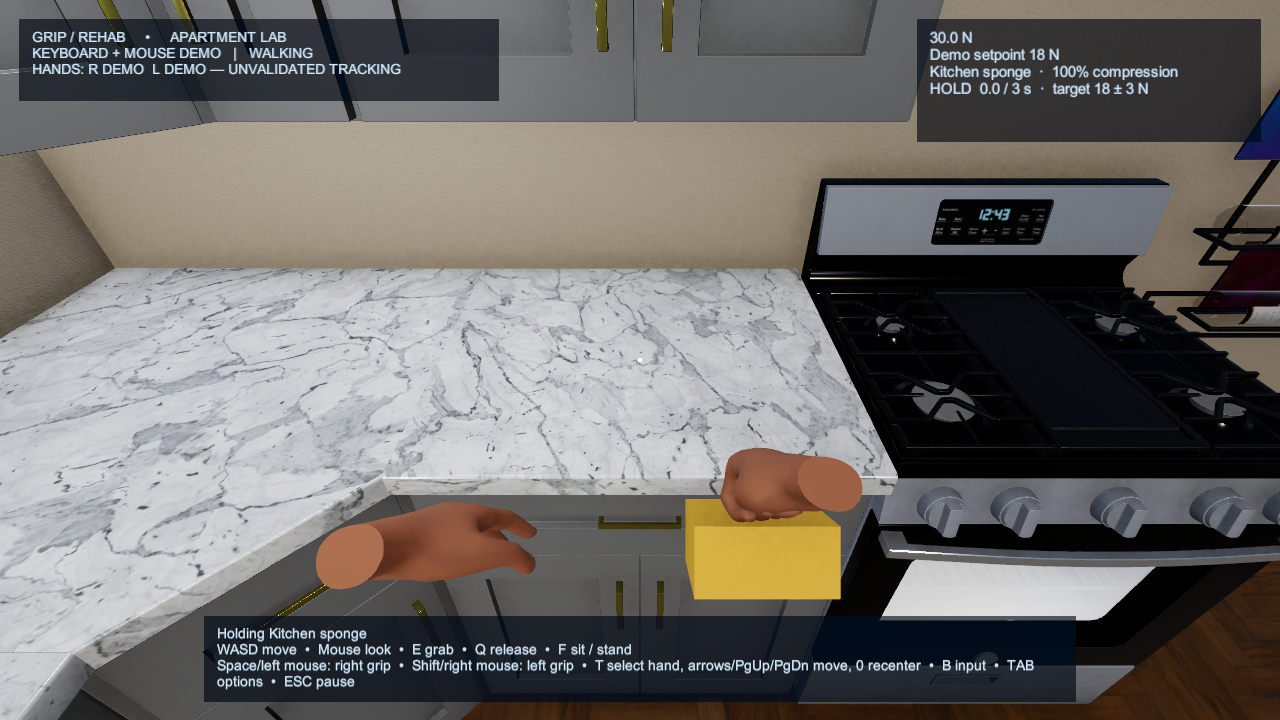 GRIP / REHAB • APARTMENT LAB
KEYBOARD + MOUSE DEMO | WALKING
HANDS: R DEMO L DEMO — UNVALIDATED TRACKING
30.0 N
Demo setpoint 18 N
Kitchen sponge · 100% compression
HOLD 0.0 / 3 s · target 18 ± 3 N
12:43
Holding Kitchen sponge
WASD move • Mouse look • E grab • Q release • F sit / stand
Space/left mouse: right grip • Shift/right mouse: left grip • T select hand, arrows/PgUp/PgDn move, 0 recenter • B input • TAB
options • ESC pause